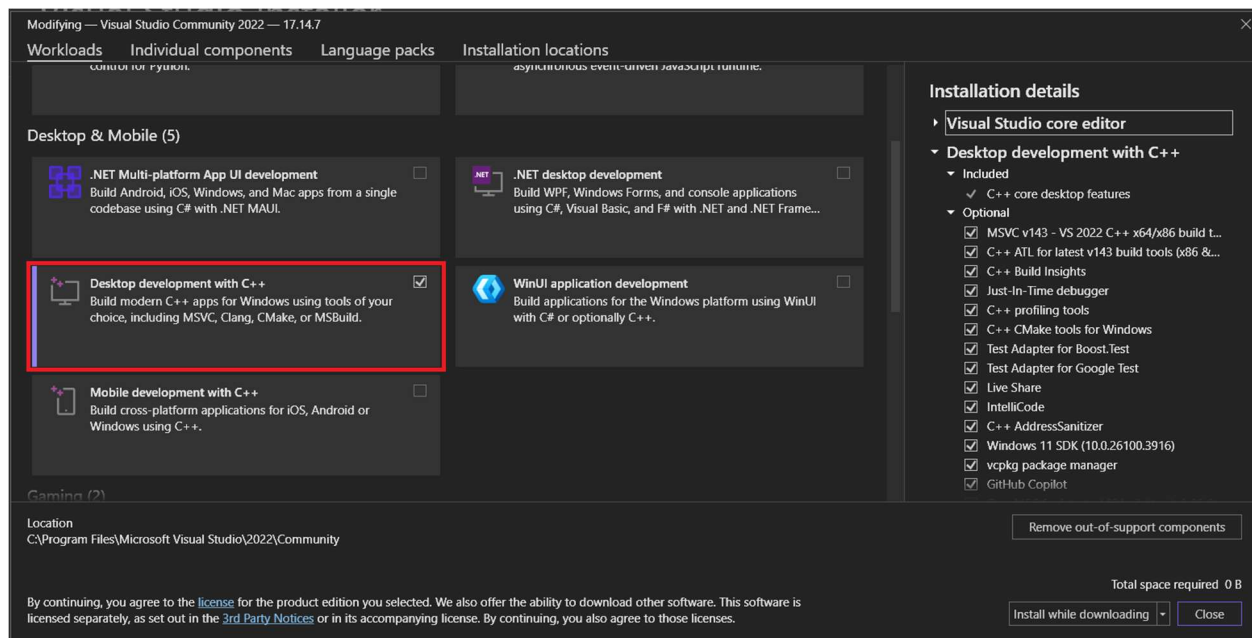 Modifying — Visual Studio Community 2022 — 17.14.7
Workloads Individual components Language packs Installation locations
control for Python.
asynchronous event-driven JavaScript runtime.
Desktop & Mobile (5)
.NET Multi-platform App UI development
Build Android, iOS, Windows, and Mac apps from a single
codebase using C# with .NET MAUI.
.NET
.NET desktop development
Build WPF, Windows Forms, and console applications
using C#, Visual Basic, and F# with .NET and .NET Frame...
Desktop development with C++
Build modern C++ apps for Windows using tools of your
choice, including MSVC, Clang, CMake, or MSBuild.
WinUI application development
Build applications for the Windows platform using WinUI
with C# or optionally C++.
Mobile development with C++
Build cross-platform applications for iOS, Android or
Windows using C++.
Gaming (2)
Installation details
Visual Studio core editor
Desktop development with C++
Included
C++ core desktop features
Optional
MSVC v143 - VS 2022 C++ x64/x86 build t...
C++ ATL for latest v143 build tools (x86 &...
C++ Build Insights
Just-In-Time debugger
C++ profiling tools
C++ CMake tools for Windows
Test Adapter for Boost.Test
Test Adapter for Google Test
Live Share
IntelliCode
C++ AddressSanitizer
Windows 11 SDK (10.0.26100.3916)
vcpkg package manager
GitHub Copilot
Location
C:\Program Files\Microsoft Visual Studio\2022\Community
Remove out-of-support components
Total space required 0 B
By continuing, you agree to the license for the product edition you selected. We also offer the ability to download other software. This software is
licensed separately, as set out in the 3rd Party Notices or in its accompanying license. By continuing, you also agree to those licenses.
Install while downloading
Close